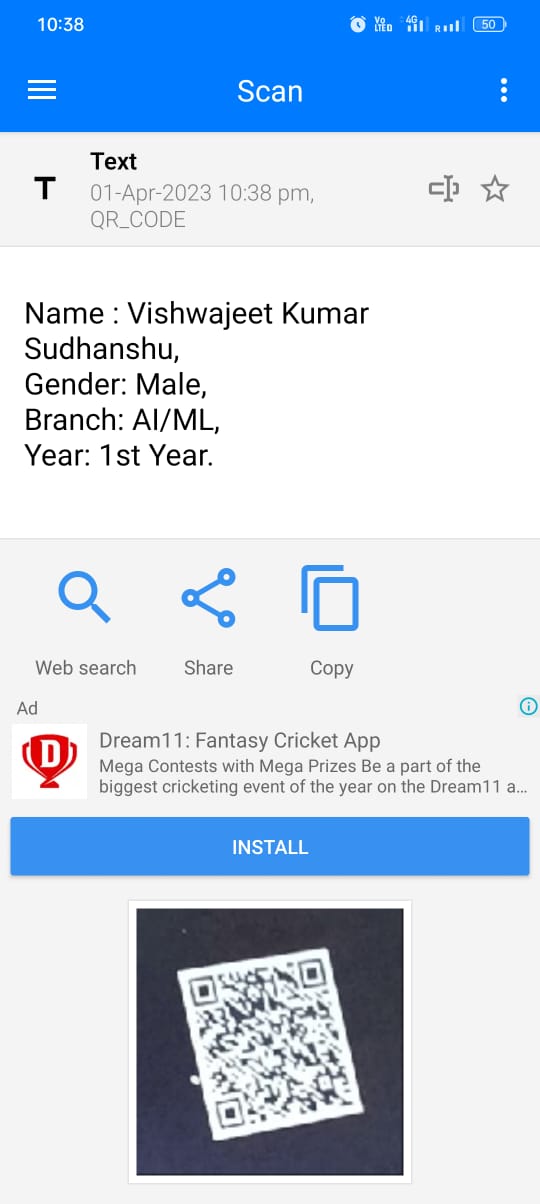 10:38
Vo LTED 4G R 50
Scan
T
Text
01-Apr-2023 10:38 pm,
QR_CODE
Name : Vishwajeet Kumar
Sudhanshu,
Gender: Male,
Branch: AI/ML,
Year: 1st Year.
Web search Share Copy
Ad
D
Dream11: Fantasy Cricket App
Mega Contests with Mega Prizes Be a part of the
biggest cricketing event of the year on the Dream11 a...
INSTALL